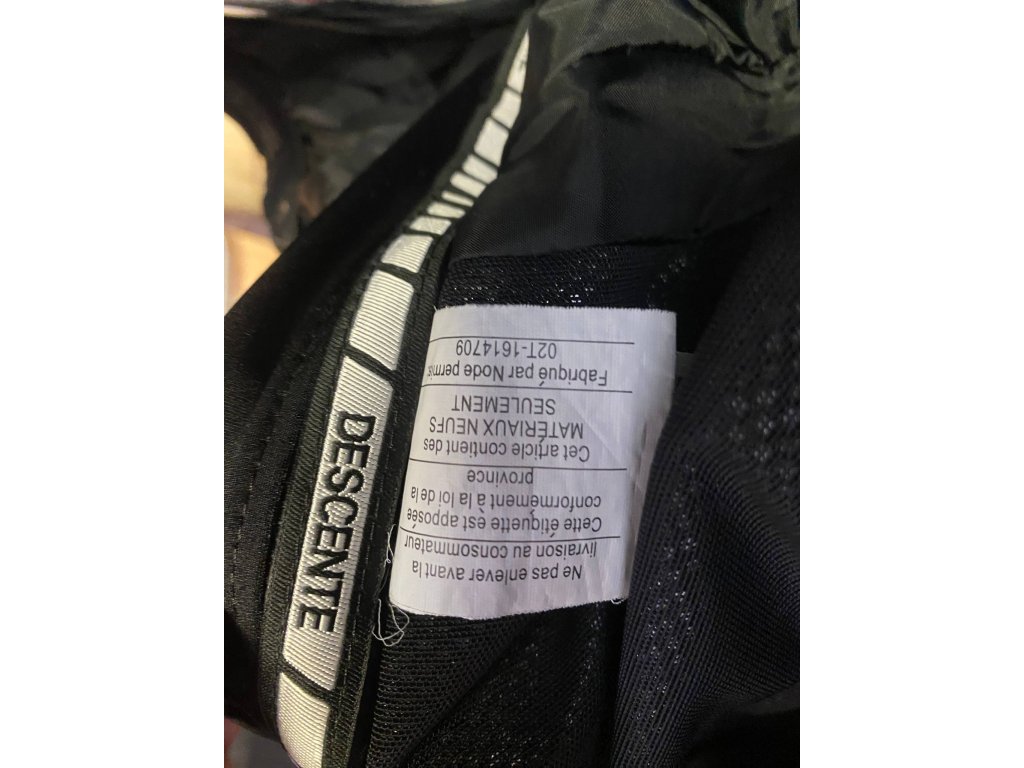 DESCENTE
Ne pas enlever avant la
livraison au consommateur
Cette étiquette est apposée
conformément à la loi de la
province
Cet article contient des
MATÉRIAUX NEUFS
SEULEMENT
Fabriqué par Node permis
02T-1614709